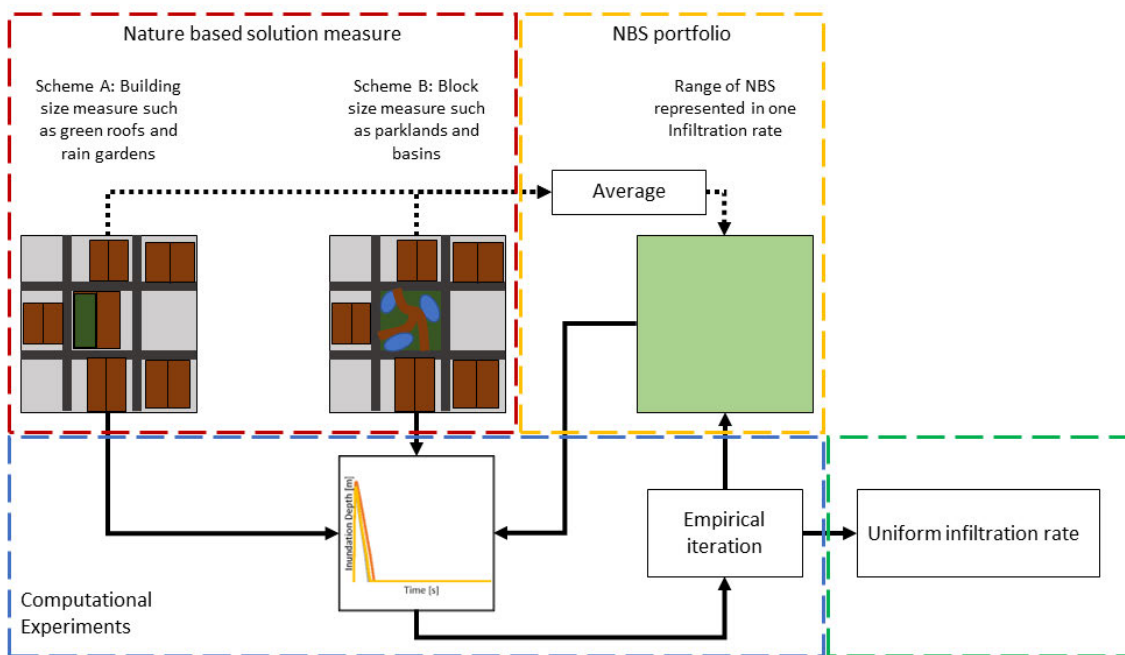 Nature based solution measure
NBS portfolio
Scheme A: Building
size measure such
as green roofs and
rain gardens
Scheme B: Block
size measure such
as parklands and
basins
Range of NBS
represented in one
Infiltration rate
Average
Inundation Depth [m]
Time [s]
Empirical
iteration
Uniform infiltration rate
Computational
Experiments